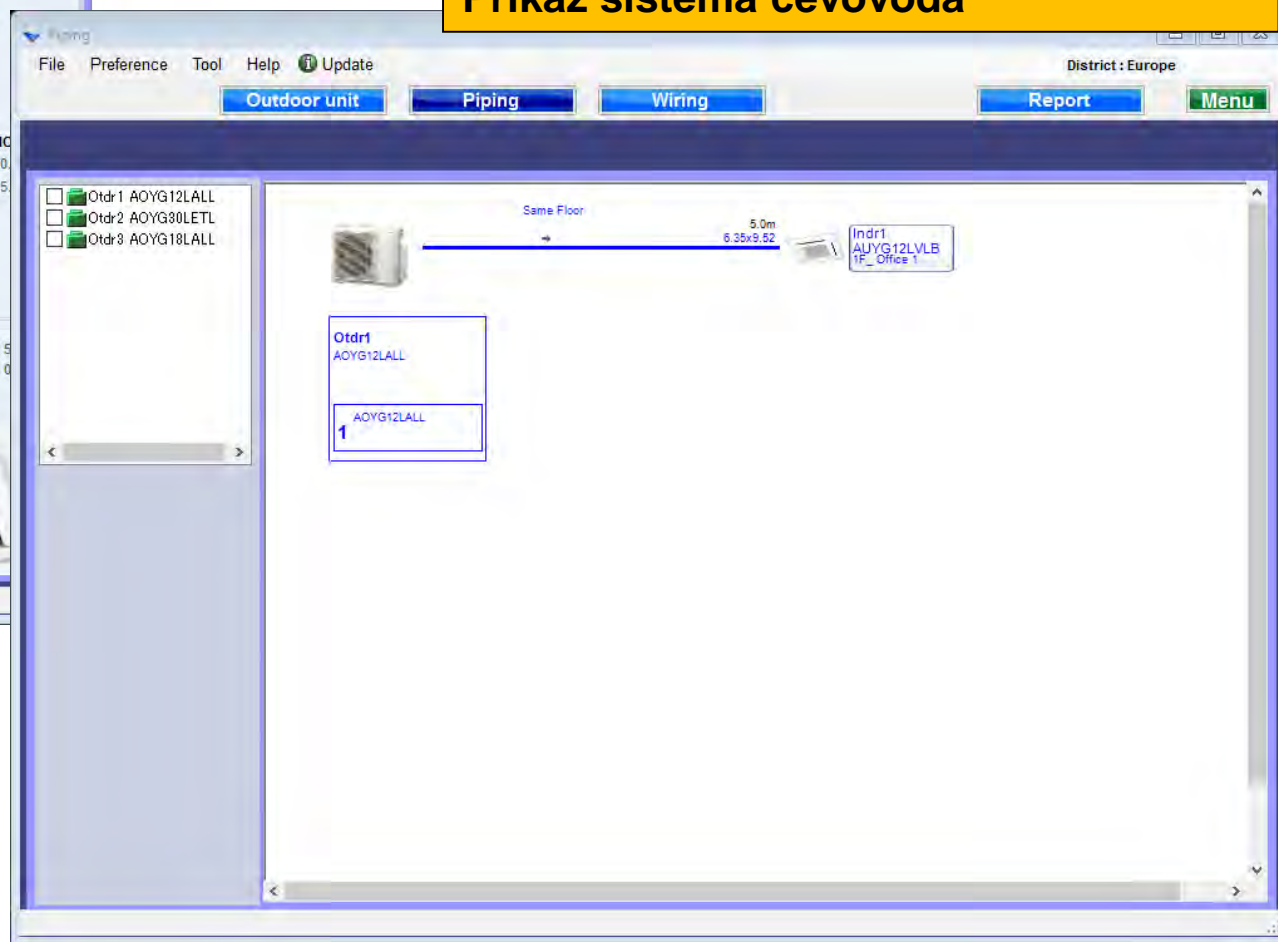 Prikaz sistema cevovoda
Piping
File Preference Tool Help Update
District : Europe
Outdoor unit Piping Wiring Report Menu
Otdr1 AOYG12LALL
Otdr2 AOYG30LETL
Otdr3 AOYG18LALL
Same Floor
5.0m
6.35x9.52
Indr1
AUYG12LVLB
1F_ Office 1
Otdr1
AOYG12LALL
AOYG12LALL
1